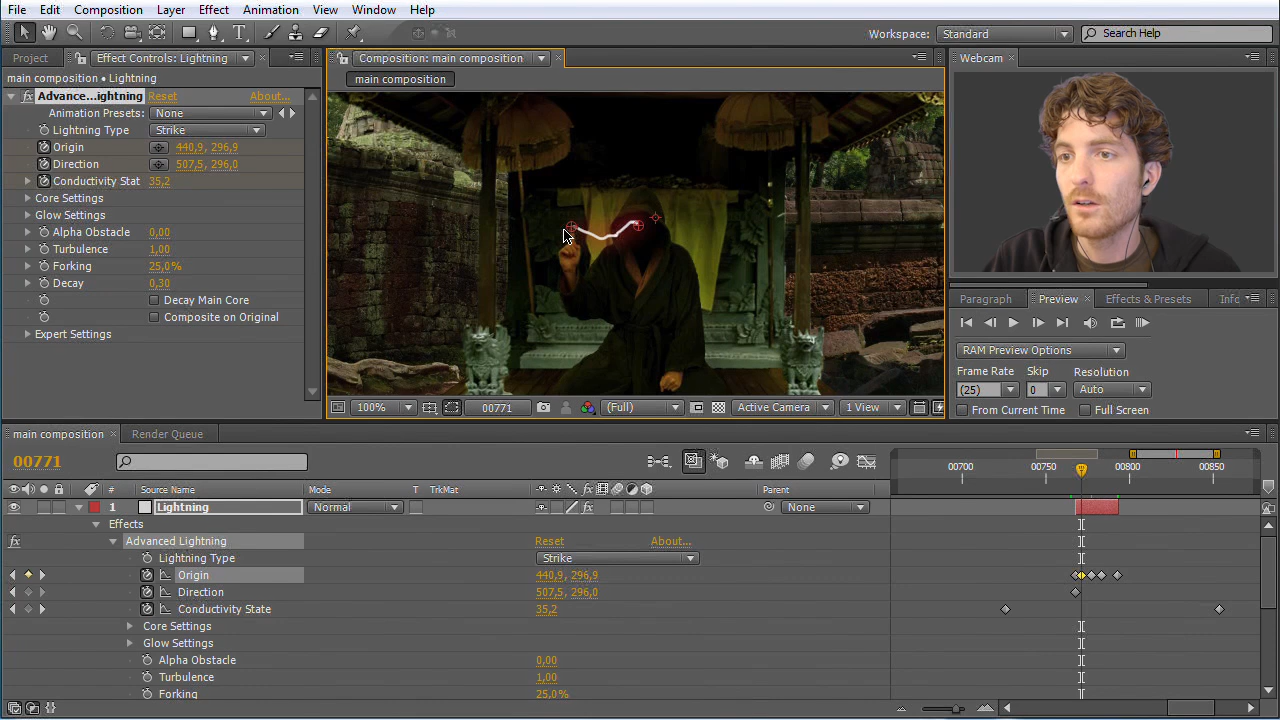 File Edit Composition Layer Effect Animation View Window Help
Workspace: Standard Search Help
Project Effect Controls: Lightning Composition: main composition Webcam
main composition • Lightning main composition
Advance...ightning Reset About...
Animation Presets: None
Lightning Type Strike
Origin 440,9, 296,9
Direction 507,5, 296,0
Conductivity Stat 35,2
Core Settings
Glow Settings
Alpha Obstacle 0,00
Turbulence 1,00
Forking 25,0%
Decay 0,30
Decay Main Core
Composite on Original
Expert Settings
100% 00771 (Full) Active Camera 1 View
Paragraph Preview Effects & Presets Info
RAM Preview Options
Frame Rate Skip Resolution
(25) 0 Auto
From Current Time Full Screen
main composition Render Queue
00771
00700 00750 00800 00850
# Source Name Mode T TrkMat Parent
1 Lightning Normal None
Effects
Advanced Lightning Reset About...
Lightning Type Strike
Origin 440,9, 296,9
Direction 507,5, 296,0
Conductivity State 35,2
Core Settings
Glow Settings
Alpha Obstacle 0,00
Turbulence 1,00
Forking 25,0%